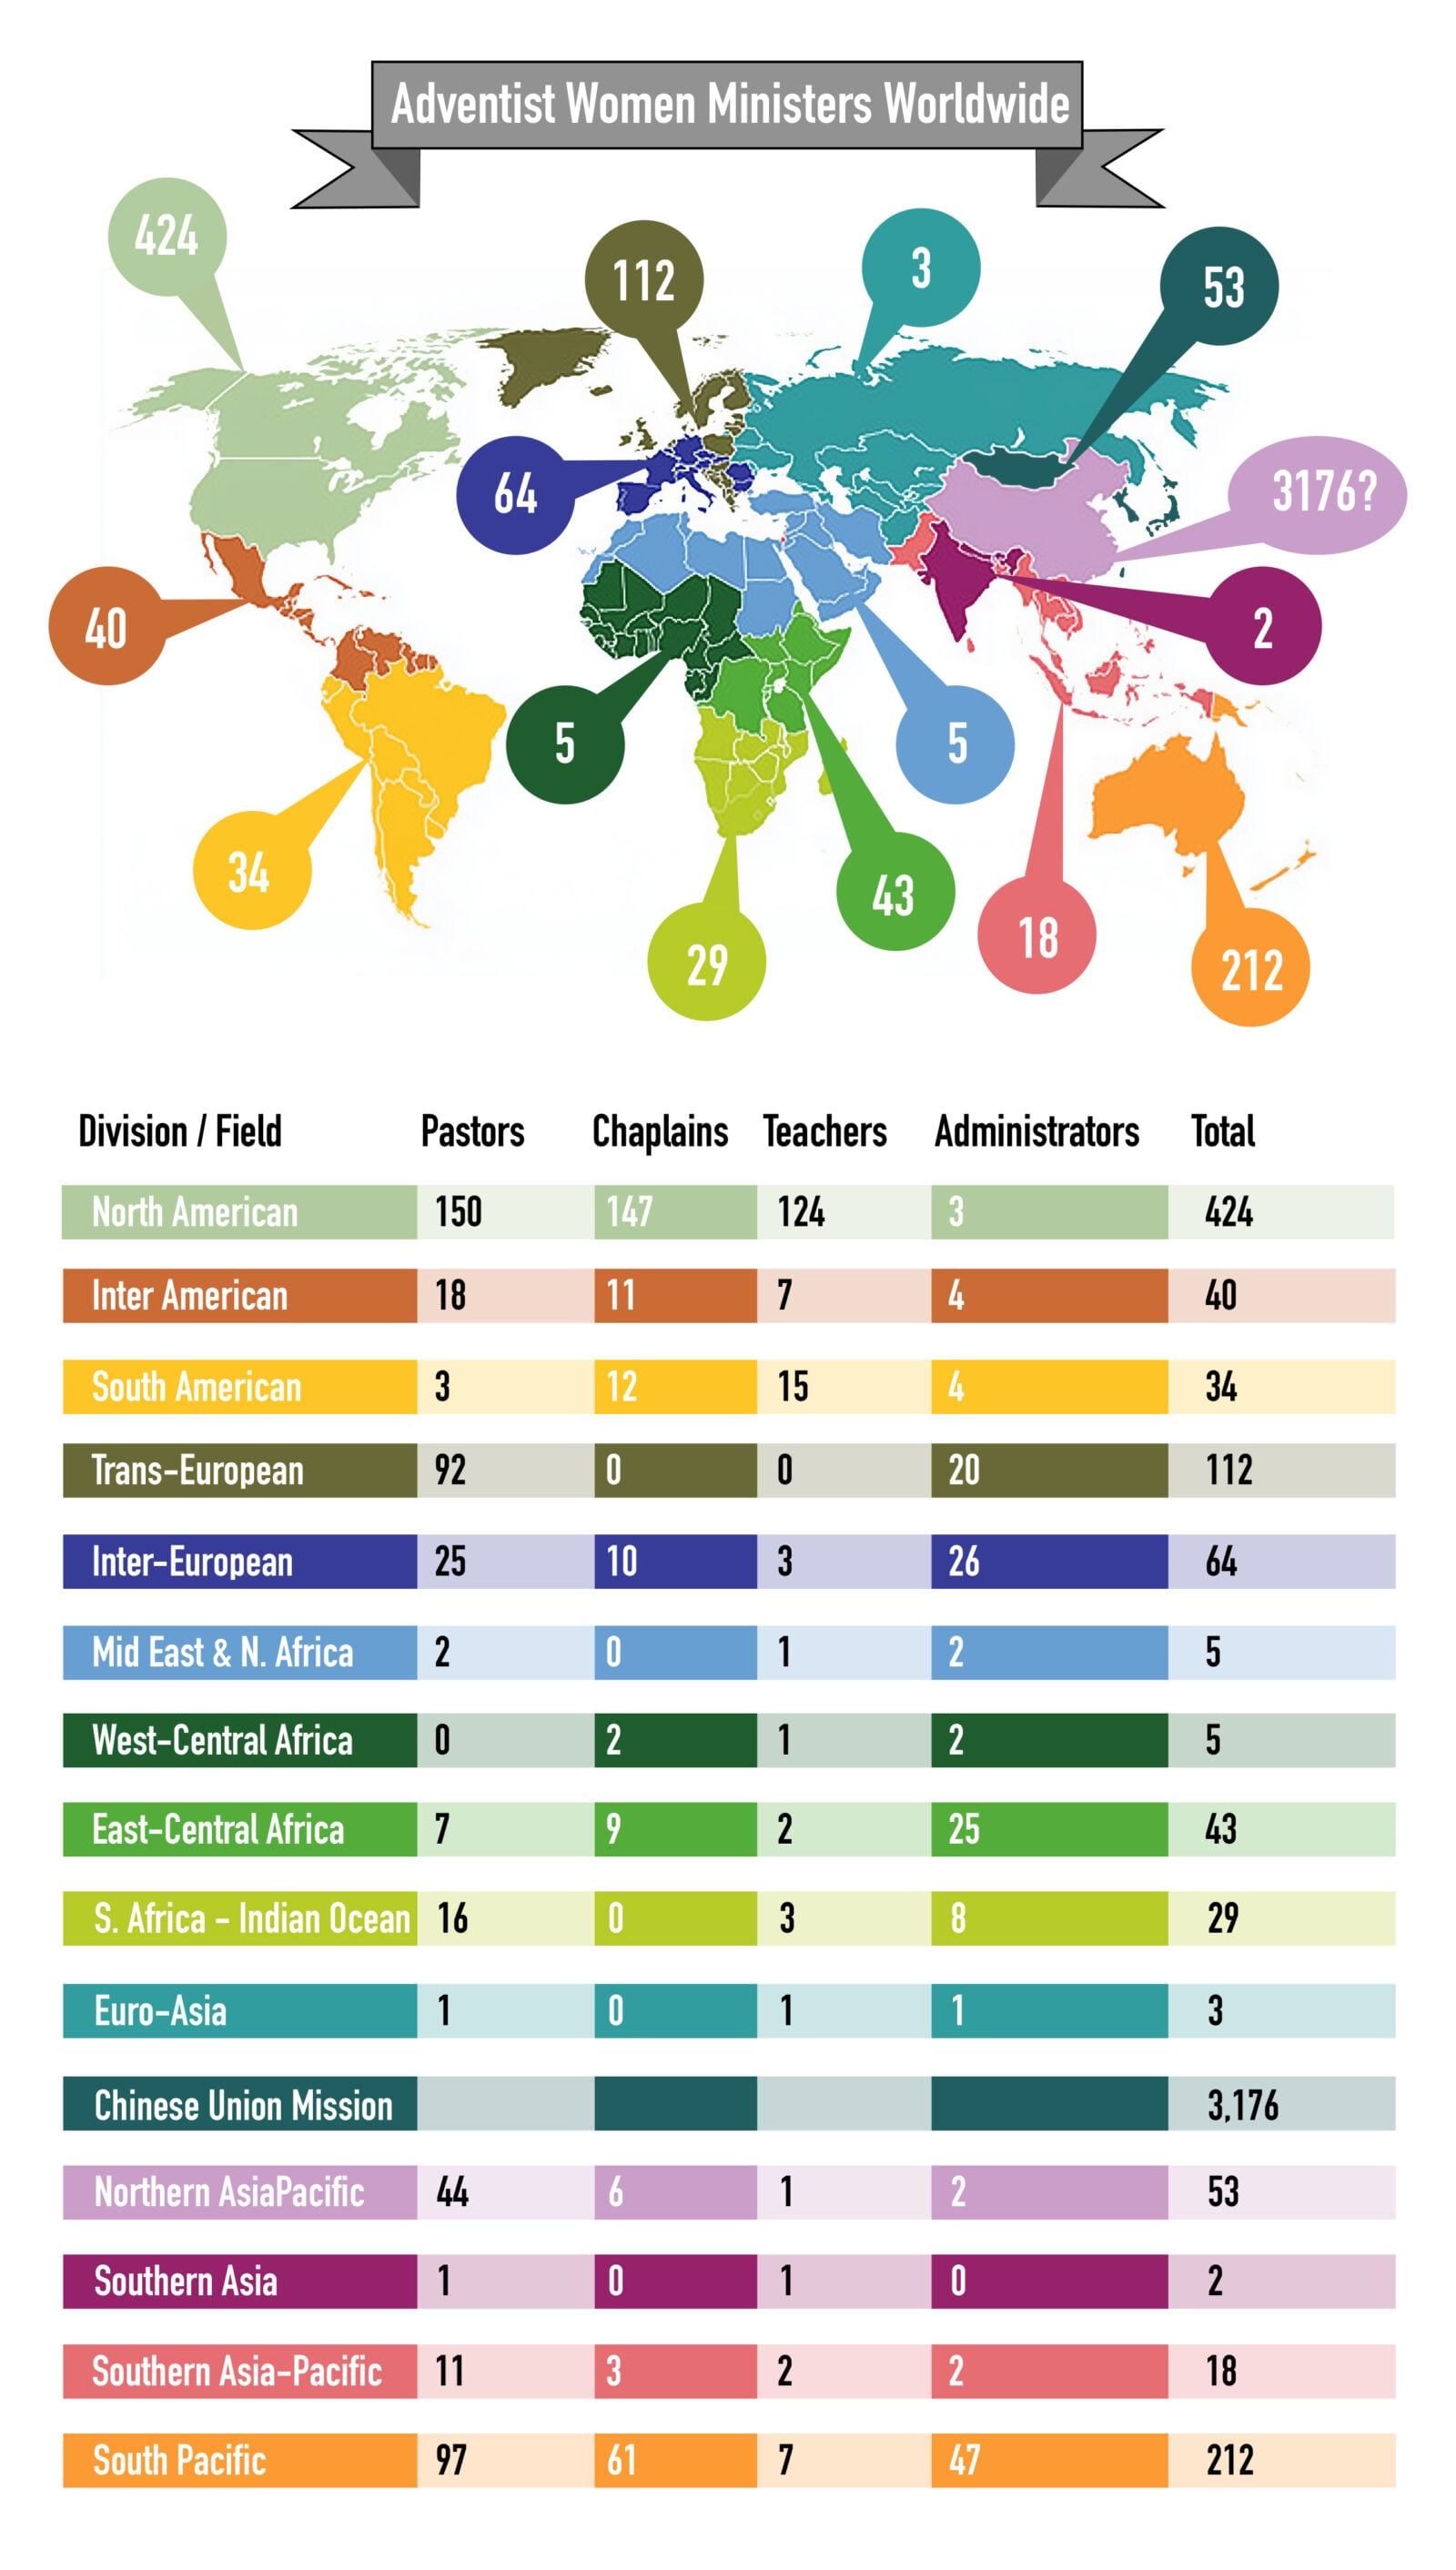 Adventist Women Ministers Worldwide
424
112
3
53
64
3176?
40
2
5
5
34
43
18
29
212
Division / Field Pastors Chaplains Teachers Administrators Total
North American 150 147 124 3 424
Inter American 18 11 7 4 40
South American 3 12 15 4 34
Trans-European 92 0 0 20 112
Inter-European 25 10 3 26 64
Mid East & N. Africa 2 0 1 2 5
West-Central Africa 0 2 1 2 5
East-Central Africa 7 9 2 25 43
S. Africa - Indian Ocean 16 0 3 8 29
Euro-Asia 1 0 1 1 3
Chinese Union Mission 3,176
Northern AsiaPacific 44 6 1 2 53
Southern Asia 1 0 1 0 2
Southern Asia-Pacific 11 3 2 2 18
South Pacific 97 61 7 47 212